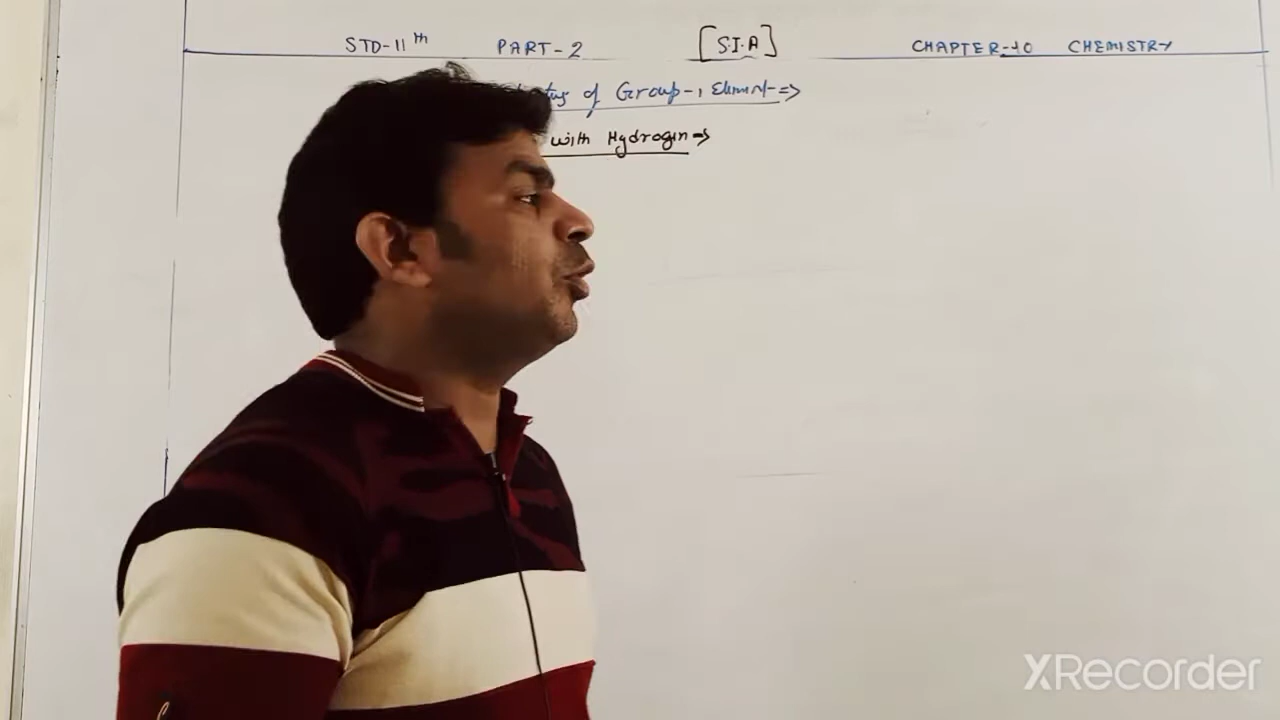 STD-11th PART-2 [S.I.A] CHAPTER-10 CHEMISTRY
of Group-1 Element =>
with Hydrogen →
XRecorder